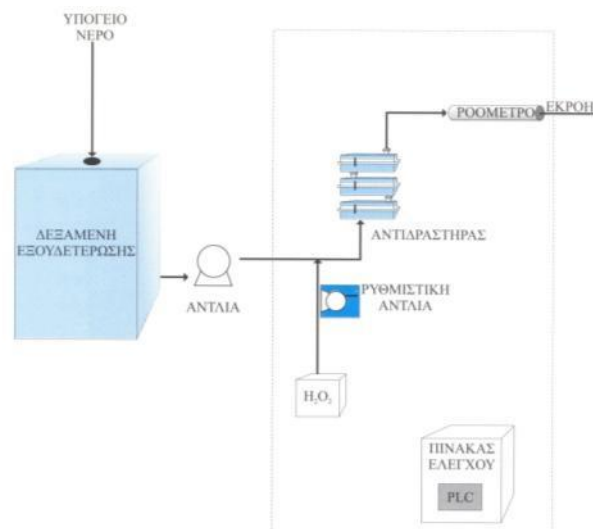 ΥΠΟΓΕΙΟ
ΝΕΡΟ
ΡΟΟΜΕΤΡΟ
ΕΚΡΟΗ
ΔΕΞΑΜΕΝΗ
ΕΞΟΥΔΕΤΕΡΩΣΗΣ
ΑΝΤΙΔΡΑΣΤΗΡΑΣ
ΑΝΤΛΙΑ
ΡΥΘΜΙΣΤΙΚΗ
ΑΝΤΛΙΑ
H₂O₂
ΠΙΝΑΚΑΣ
ΕΛΕΓΧΟΥ
PLC